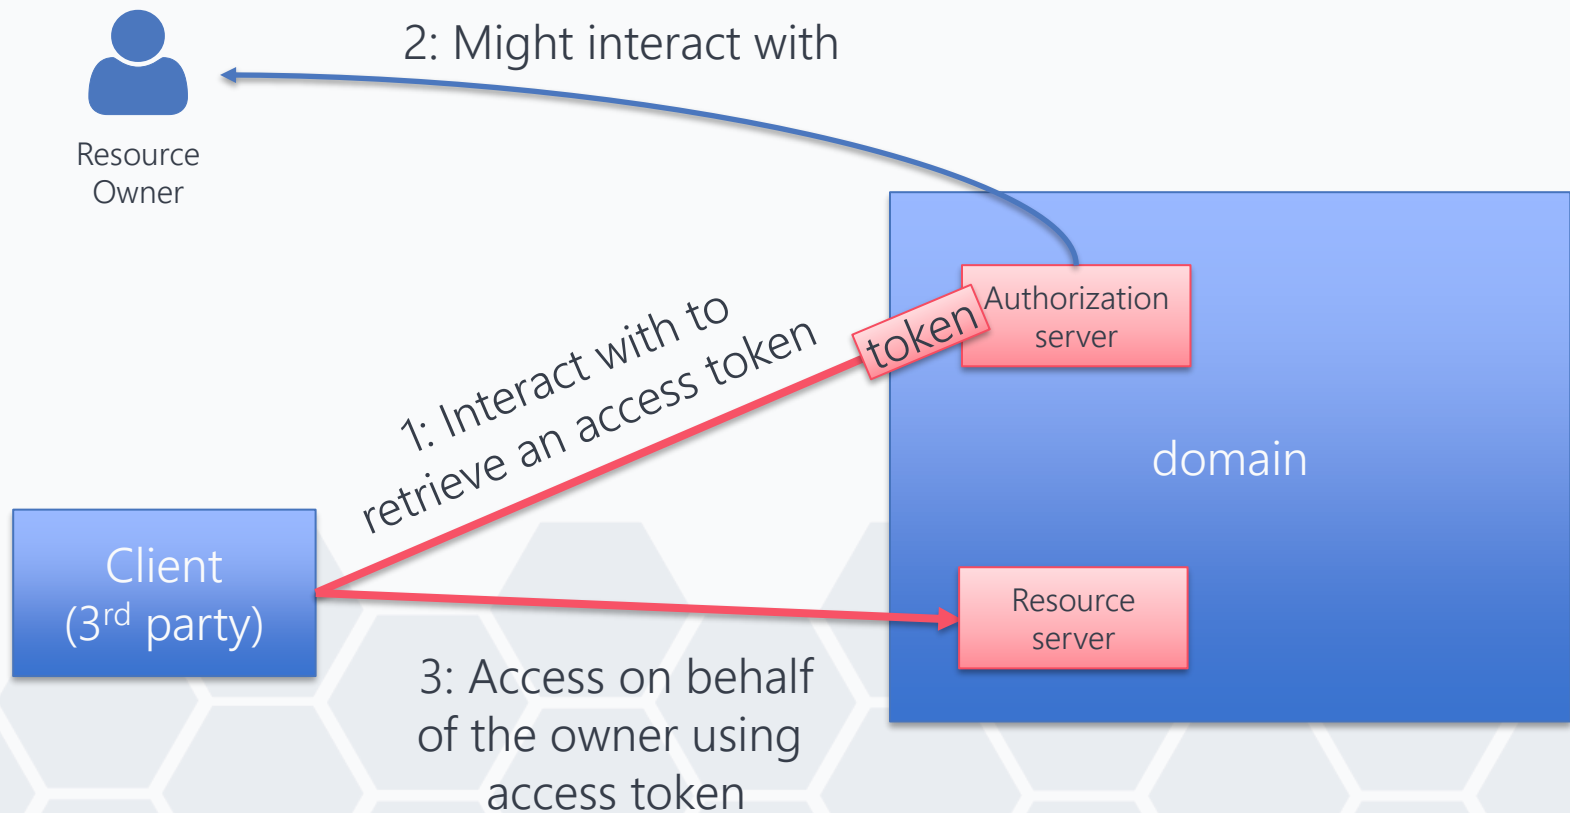 2: Might interact with
Resource
Owner
Authorization
server
token
1: Interact with to
retrieve an access token
domain
Client
(3rd party)
Resource
server
3: Access on behalf
of the owner using
access token